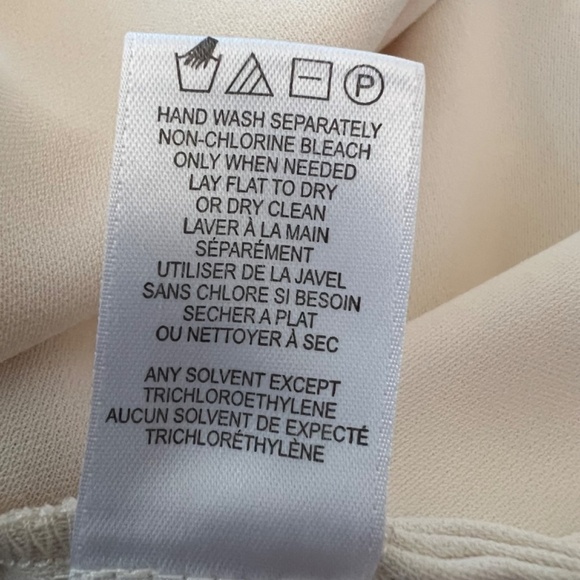 P
HAND WASH SEPARATELY
NON-CHLORINE BLEACH
ONLY WHEN NEEDED
LAY FLAT TO DRY
OR DRY CLEAN
LAVER À LA MAIN
SÉPARÉMENT
UTILISER DE LA JAVEL
SANS CHLORE SI BESOIN
SECHER A PLAT
OU NETTOYER À SEC
ANY SOLVENT EXCEPT
TRICHLOROETHYLENE
AUCUN SOLVENT DE EXPECTÉ
TRICHLORÉTHYLÈNE